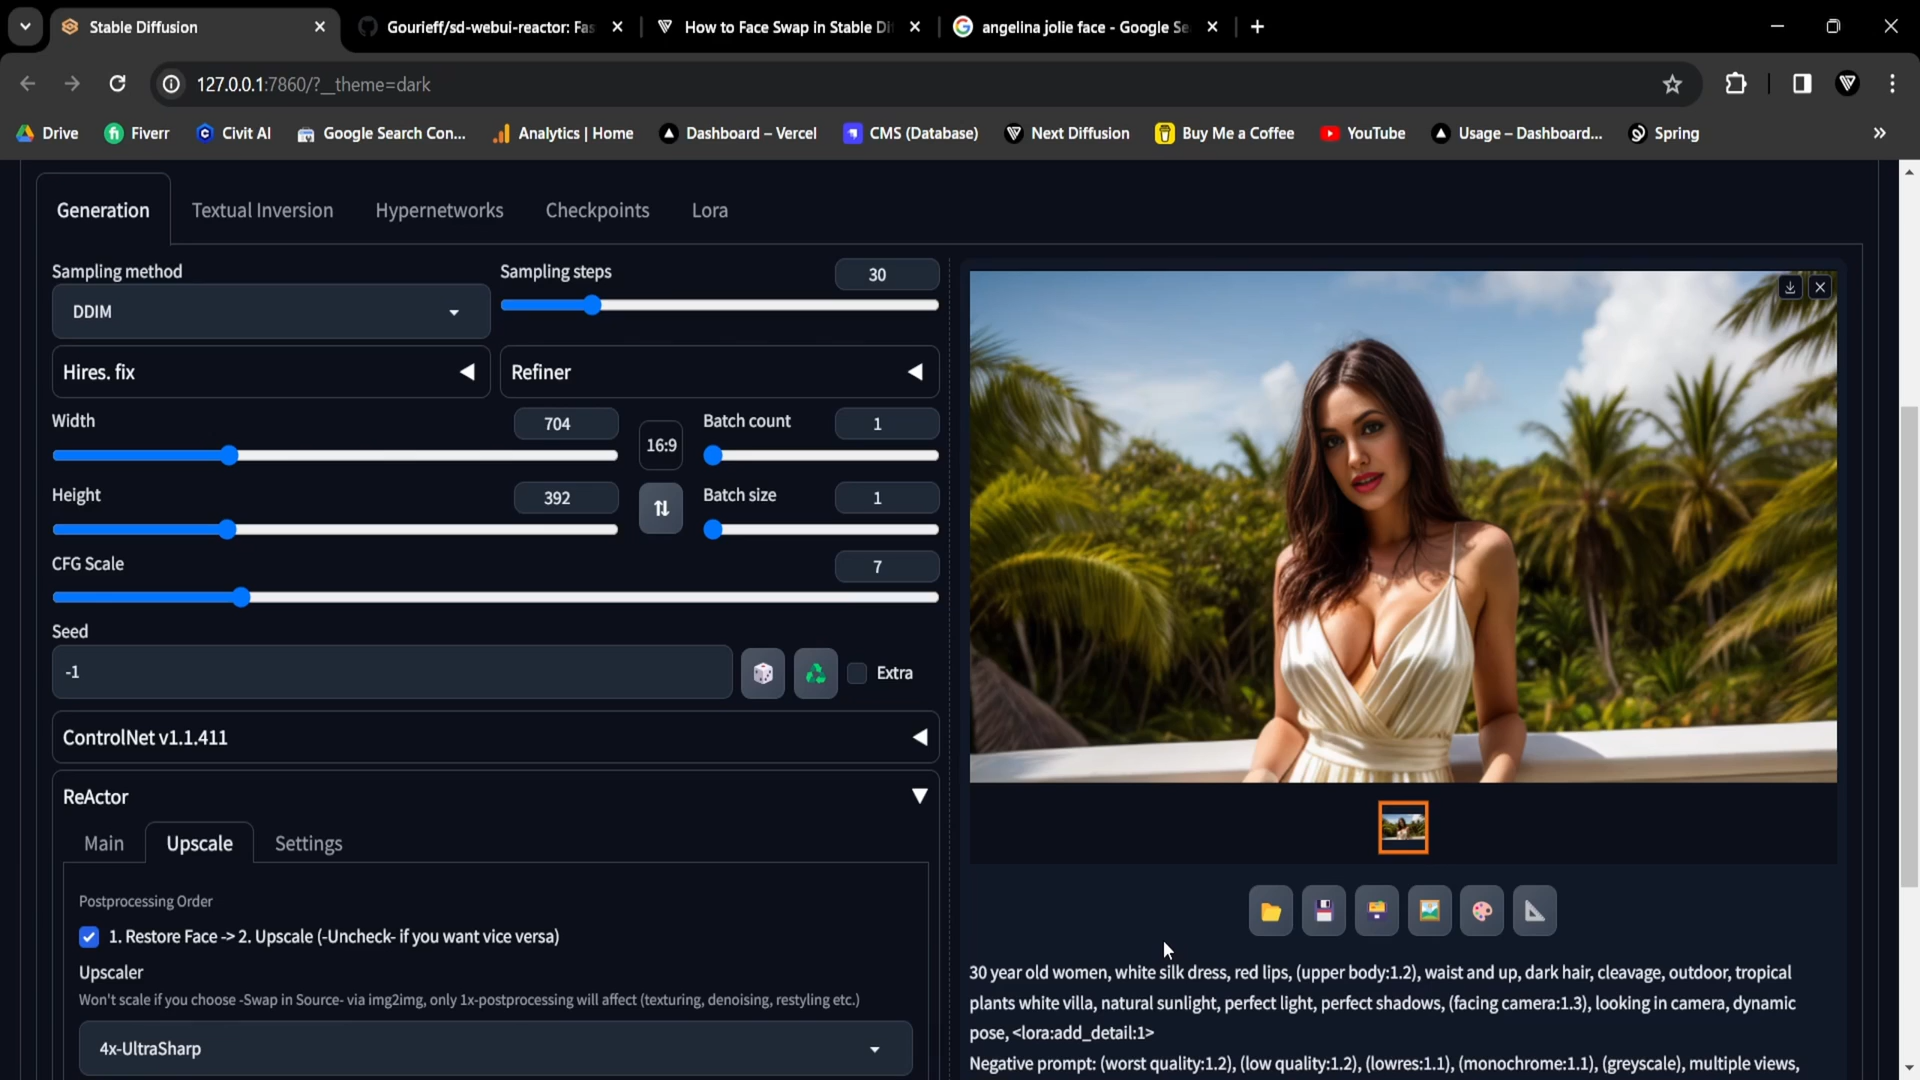 Stable Diffusion
Gourieff/sd-webui-reactor: Fas
How to Face Swap in Stable Di
angelina jolie face - Google Se
127.0.0.1:7860/?__theme=dark
Drive
Fiverr
Civit AI
Google Search Con...
Analytics | Home
Dashboard – Vercel
CMS (Database)
Next Diffusion
Buy Me a Coffee
YouTube
Usage – Dashboard...
Spring
Generation
Textual Inversion
Hypernetworks
Checkpoints
Lora
Sampling method
Sampling steps
30
DDIM
Hires. fix
Refiner
Width
704
16:9
Batch count
1
Height
392
Batch size
1
CFG Scale
7
Seed
-1
Extra
ControlNet v1.1.411
ReActor
Main
Upscale
Settings
Postprocessing Order
1. Restore Face -> 2. Upscale (-Uncheck- if you want vice versa)
Upscaler
Won't scale if you choose -Swap in Source- via img2img, only 1x-postprocessing will affect (texturing, denoising, restyling etc.)
4x-UltraSharp
30 year old women, white silk dress, red lips, (upper body:1.2), waist and up, dark hair, cleavage, outdoor, tropical
plants white villa, natural sunlight, perfect light, perfect shadows, (facing camera:1.3), looking in camera, dynamic
pose, <lora:add_detail:1>
Negative prompt: (worst quality:1.2), (low quality:1.2), (lowres:1.1), (monochrome:1.1), (greyscale), multiple views,